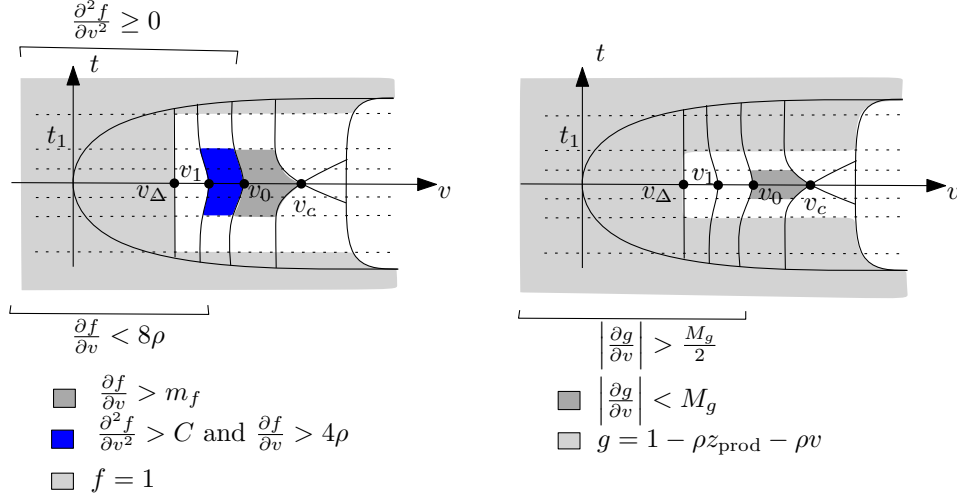 ∂²f/∂v² ≥ 0
t
t₁
v_Δ
v₁
v₀
v_c
v
∂f/∂v < 8ρ
∂f/∂v > m_f
∂²f/∂v² > C and ∂f/∂v > 4ρ
f = 1
t
t₁
v_Δ
v₁
v₀
v_c
v
|∂g/∂v| > M_g/2
|∂g/∂v| < M_g
g = 1 − ρz_prod − ρv